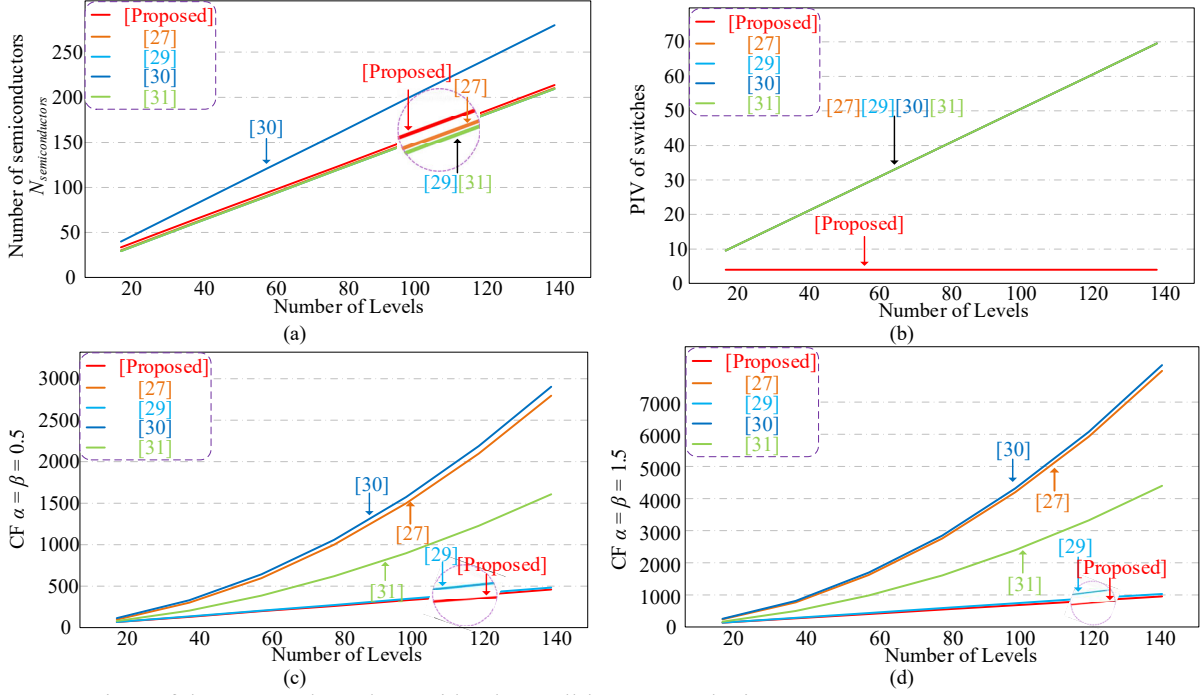 [Proposed]
[27]
[29]
[30]
[31]
Number of semiconductors
N_semiconductors
250
200
150
100
50
0
[Proposed]
[27]
[30]
[29][31]
20 40 60 80 100 120 140
Number of Levels
(a)
[Proposed]
[27]
[29]
[30]
[31]
PIV of switches
70
60
50
40
30
20
10
0
[27][29][30][31]
[Proposed]
20 40 60 80 100 120 140
Number of Levels
(b)
[Proposed]
[27]
[29]
[30]
[31]
CF α = β = 0.5
3000
2500
2000
1500
1000
500
0
[30]
[27]
[29]
[Proposed]
[31]
20 40 60 80 100 120 140
Number of Levels
(c)
[Proposed]
[27]
[29]
[30]
[31]
CF α = β = 1.5
7000
6000
5000
4000
3000
2000
1000
0
[30]
[27]
[29]
[Proposed]
[31]
20 40 60 80 100 120 140
Number of Levels
(d)